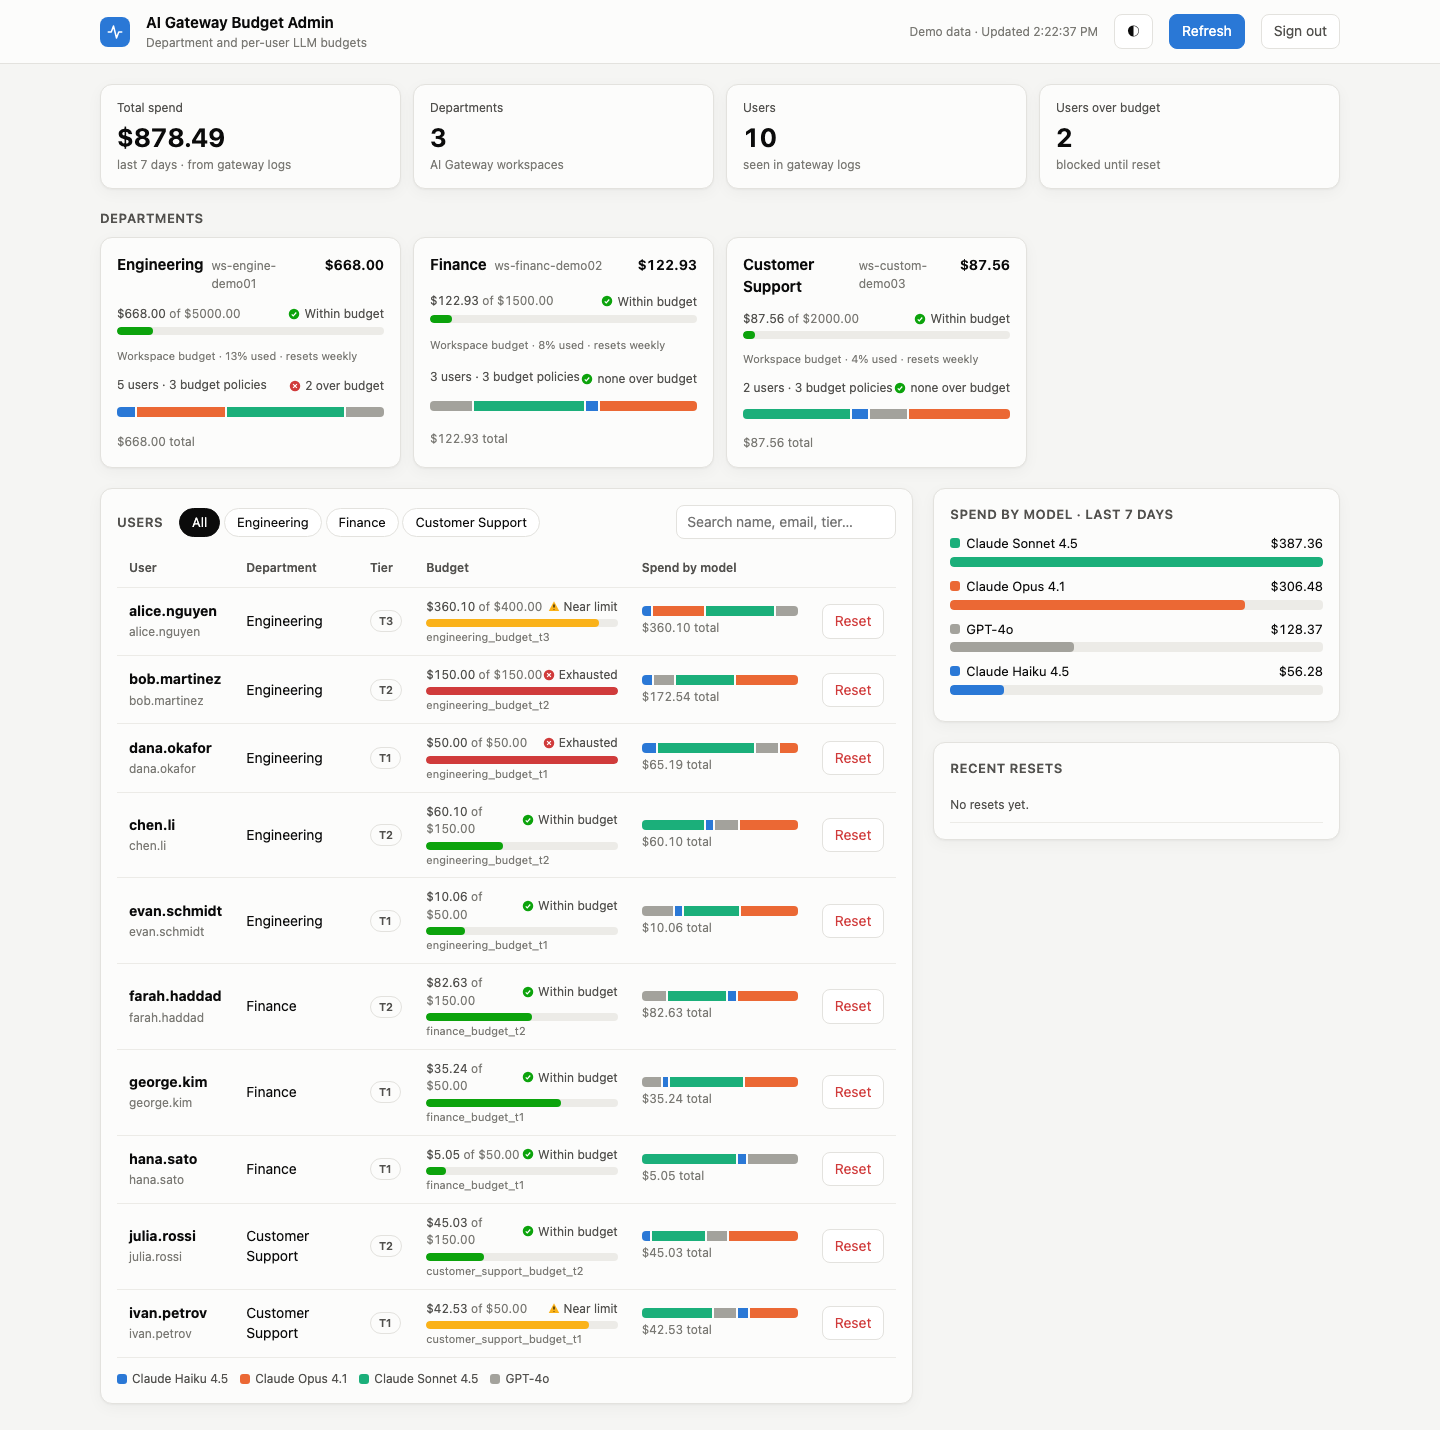 AI Gateway Budget Admin
Department and per-user LLM budgets
Demo data · Updated 2:22:37 PM
Refresh
Sign out
Total spend
$878.49
last 7 days · from gateway logs
Departments
3
AI Gateway workspaces
Users
10
seen in gateway logs
Users over budget
2
blocked until reset
DEPARTMENTS
Engineering ws-engine- $668.00
demo01
$668.00 of $5000.00 Within budget
Workspace budget · 13% used · resets weekly
5 users · 3 budget policies 2 over budget
$668.00 total
Finance ws-financ-demo02 $122.93
$122.93 of $1500.00 Within budget
Workspace budget · 8% used · resets weekly
3 users · 3 budget policies none over budget
$122.93 total
Customer ws-custom- $87.56
Support demo03
$87.56 of $2000.00 Within budget
Workspace budget · 4% used · resets weekly
2 users · 3 budget policies none over budget
$87.56 total
USERS All Engineering Finance Customer Support Search name, email, tier...
User Department Tier Budget Spend by model
alice.nguyen
alice.nguyen
Engineering
T3
$360.10 of $400.00 Near limit
engineering_budget_t3
$360.10 total
Reset
bob.martinez
bob.martinez
Engineering
T2
$150.00 of $150.00 Exhausted
engineering_budget_t2
$172.54 total
Reset
dana.okafor
dana.okafor
Engineering
T1
$50.00 of $50.00 Exhausted
engineering_budget_t1
$65.19 total
Reset
chen.li
chen.li
Engineering
T2
$60.10 of
$150.00
Within budget
engineering_budget_t2
$60.10 total
Reset
evan.schmidt
evan.schmidt
Engineering
T1
$10.06 of
$50.00
Within budget
engineering_budget_t1
$10.06 total
Reset
farah.haddad
farah.haddad
Finance
T2
$82.63 of
$150.00
Within budget
finance_budget_t2
$82.63 total
Reset
george.kim
george.kim
Finance
T1
$35.24 of
$50.00
Within budget
finance_budget_t1
$35.24 total
Reset
hana.sato
hana.sato
Finance
T1
$5.05 of $50.00 Within budget
finance_budget_t1
$5.05 total
Reset
julia.rossi
julia.rossi
Customer
Support
T2
$45.03 of
$150.00
Within budget
customer_support_budget_t2
$45.03 total
Reset
ivan.petrov
ivan.petrov
Customer
Support
T1
$42.53 of $50.00 Near limit
customer_support_budget_t1
$42.53 total
Reset
Claude Haiku 4.5 Claude Opus 4.1 Claude Sonnet 4.5 GPT-4o
SPEND BY MODEL · LAST 7 DAYS
Claude Sonnet 4.5 $387.36
Claude Opus 4.1 $306.48
GPT-4o $128.37
Claude Haiku 4.5 $56.28
RECENT RESETS
No resets yet.